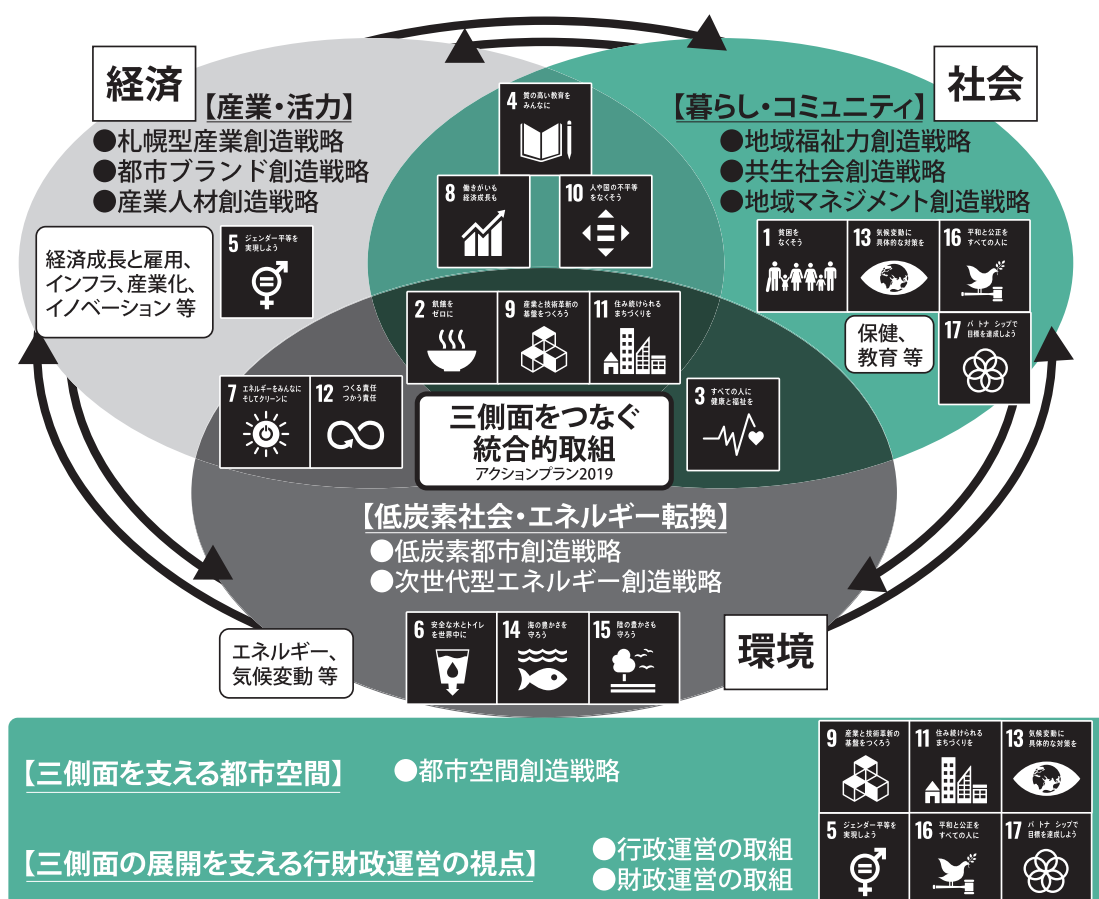 経済
【産業・活力】
●札幌型産業創造戦略
●都市ブランド創造戦略
●産業人材創造戦略
経済成長と雇用、
インフラ、産業化、
イノベーション 等
5 ジェンダー平等を
実現しよう
4 質の高い教育を
みんなに
8 働きがいも
経済成長も
10 人や国の不平等
をなくそう
社会
【暮らし・コミュニティ】
●地域福祉力創造戦略
●共生社会創造戦略
●地域マネジメント創造戦略
1 貧困を
なくそう
13 気候変動に
具体的な対策を
16 平和と公正を
すべての人に
保健、
教育 等
17 パ トナ シップで
目標を達成しよう
2 飢餓を
ゼロに
9 産業と技術革新の
基盤をつくろう
11 住み続けられる
まちづくりを
7 エネルギーをみんなに
そしてクリーンに
12 つくる責任
つかう責任
3 すべての人に
健康と福祉を
三側面をつなぐ
統合的取組
アクションプラン2019
【低炭素社会・エネルギー転換】
●低炭素都市創造戦略
●次世代型エネルギー創造戦略
エネルギー、
気候変動 等
6 安全な水とトイレ
を世界中に
14 海の豊かさを
守ろう
15 陸の豊かさも
守ろう
環境
【三側面を支える都市空間】
●都市空間創造戦略
9 産業と技術革新の
基盤をつくろう
11 住み続けられる
まちづくりを
13 気候変動に
具体的な対策を
【三側面の展開を支える行財政運営の視点】
●行政運営の取組
●財政運営の取組
5 ジェンダー平等を
実現しよう
16 平和と公正を
すべての人に
17 パ トナ シップで
目標を達成しよう